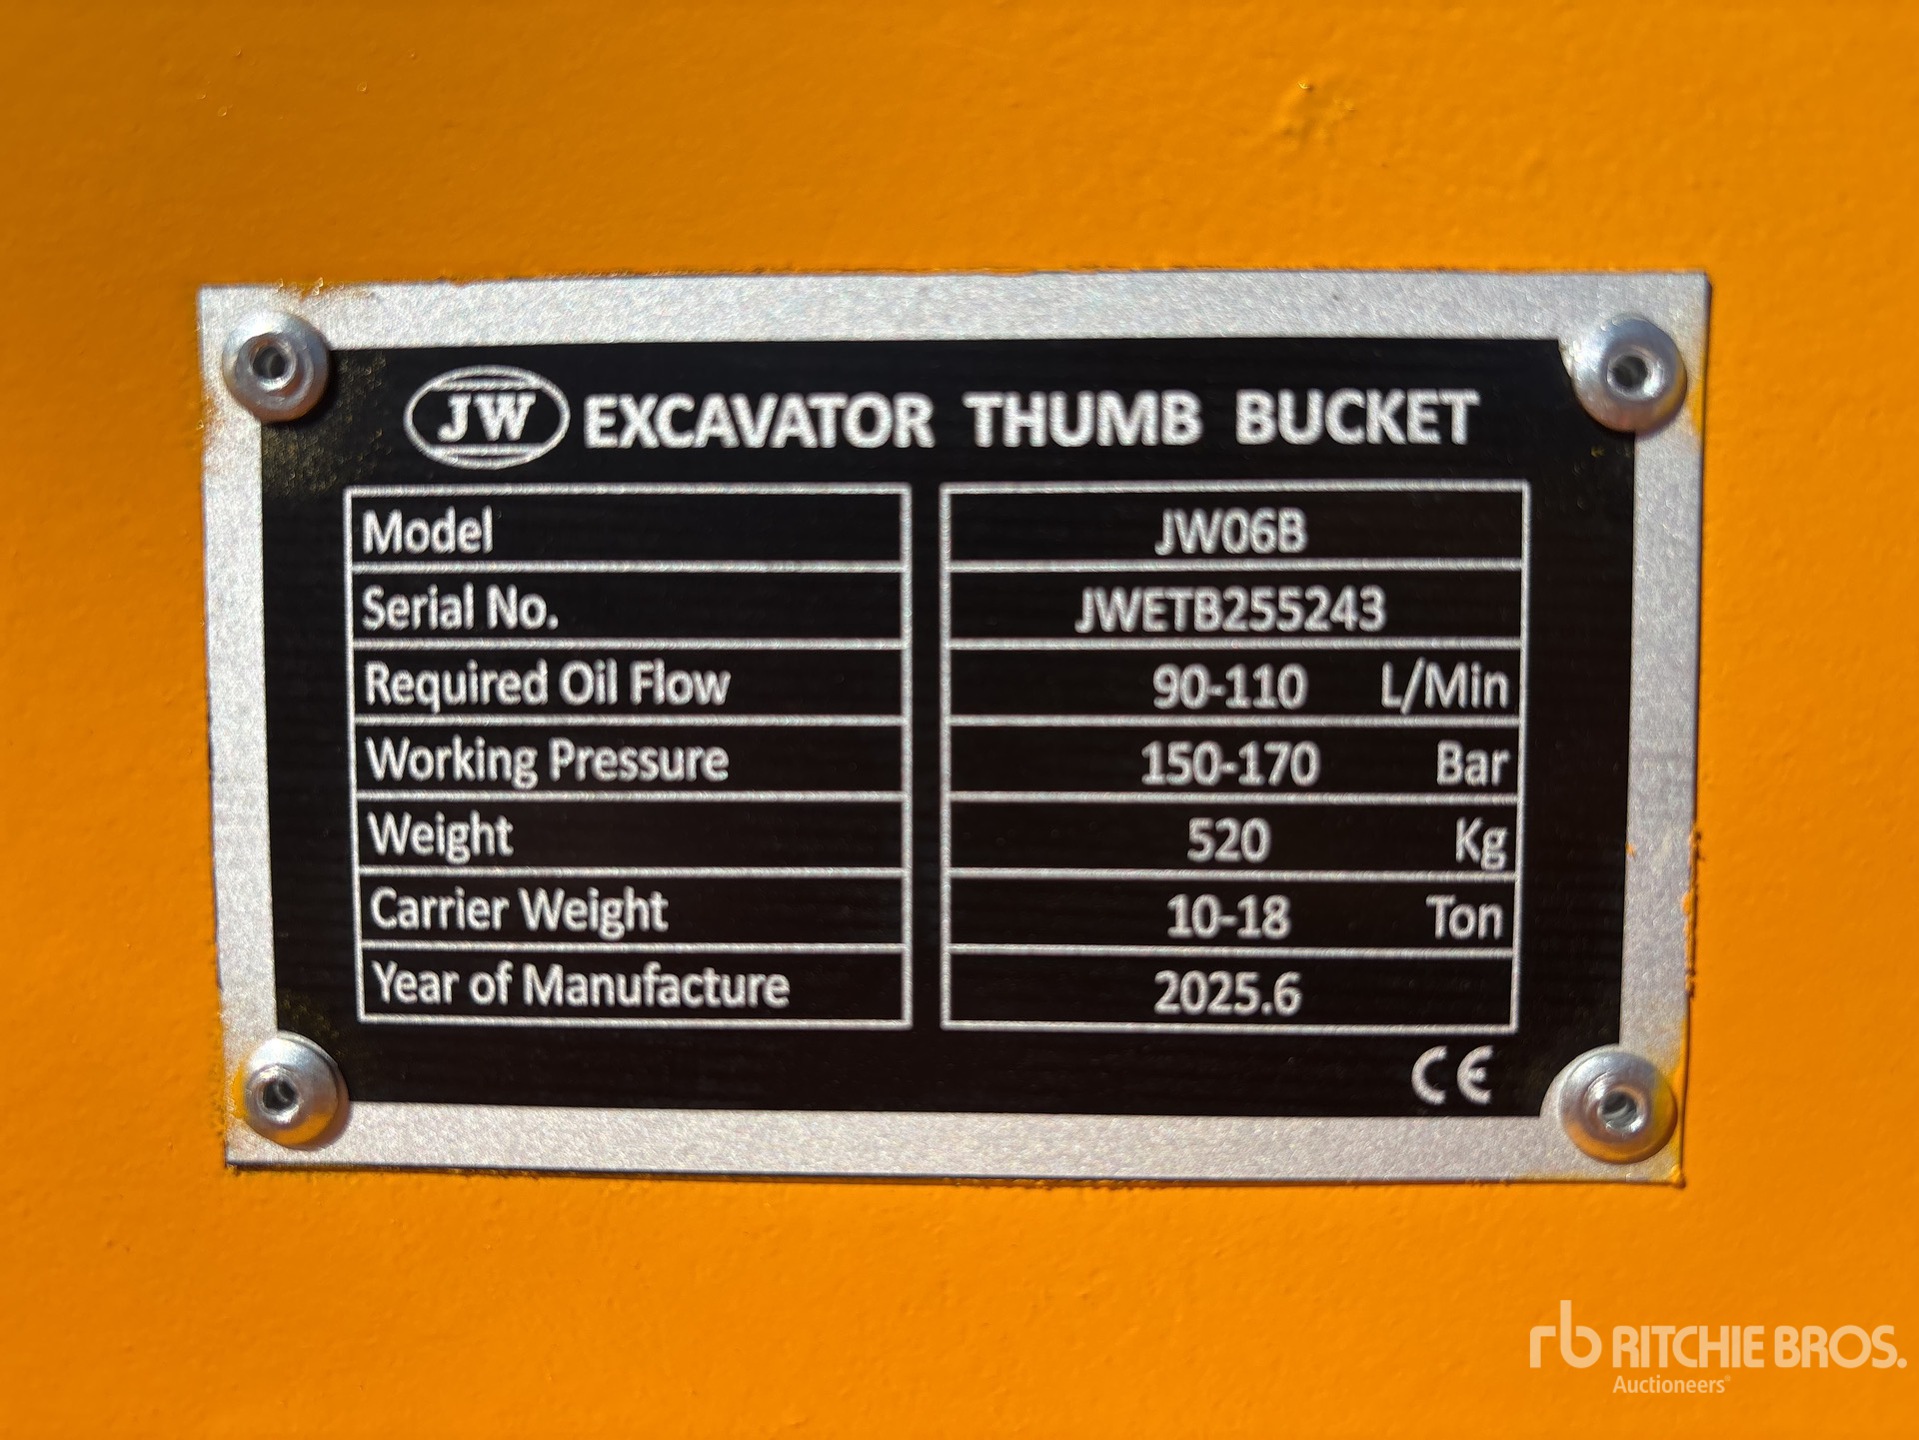 JW EXCAVATOR THUMB BUCKET
Model JW06B
Serial No. JWETB255243
Required Oil Flow 90-110 L/Min
Working Pressure 150-170 Bar
Weight 520 Kg
Carrier Weight 10-18 Ton
Year of Manufacture 2025.6
CE
rb RITCHIE BROS.
Auctioneers®